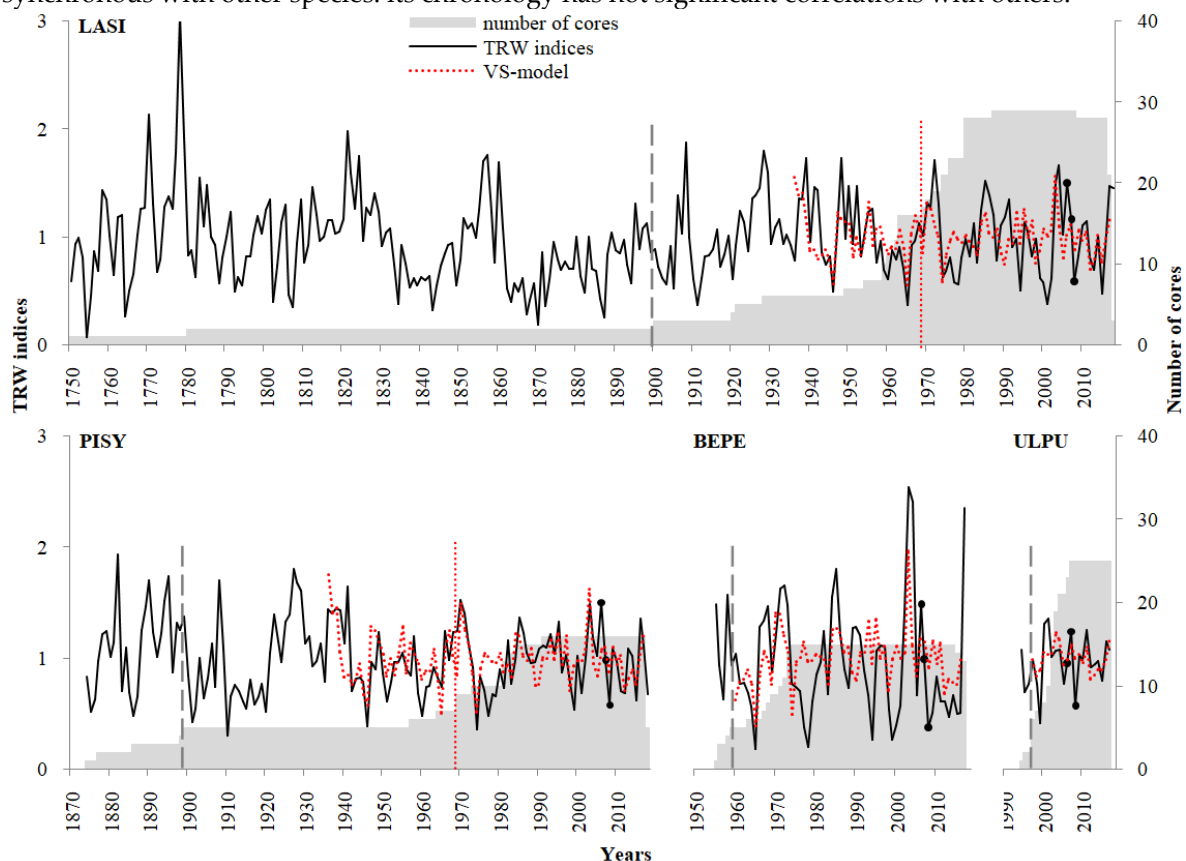 synchronous with other species. Its chronology has not significant correlations with others.
3 LASI number of cores 40
TRW indices
VS-model
30
2
20
1
10
0 0
1750 1760 1770 1780 1790 1800 1810 1820 1830 1840 1850 1860 1870 1880 1890 1900 1910 1920 1930 1940 1950 1960 1970 1980 1990 2000 2010
TRW indices
Number of cores
3 PISY BEPE ULPU 40
30
2
20
1
10
0 0
1870 1880 1890 1900 1910 1920 1930 1940 1950 1960 1970 1980 1990 2000 2010 1950 1960 1970 1980 1990 2000 2010 1990 2000 2010
Years